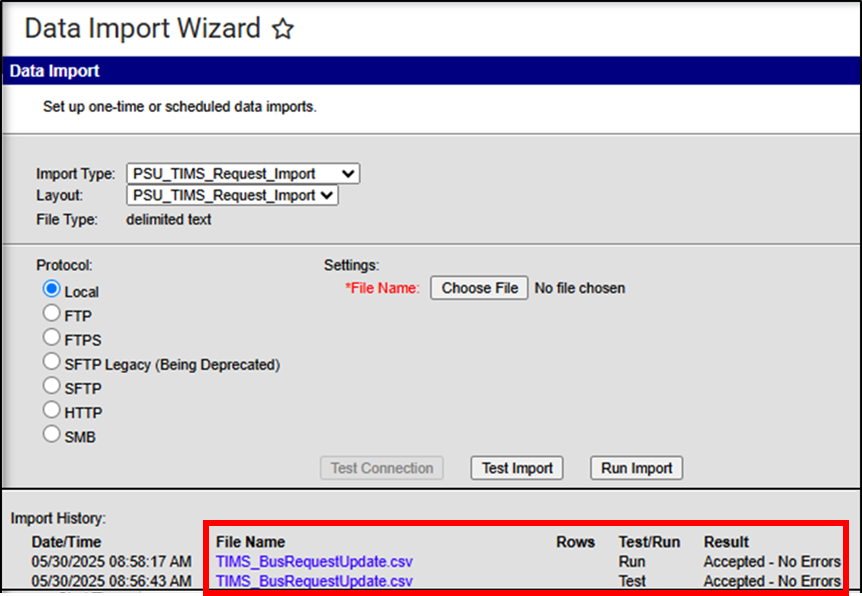 Data Import Wizard
Data Import
Set up one-time or scheduled data imports.
Import Type: PSU_TIMS_Request_Import
Layout: PSU_TIMS_Request_Import
File Type: delimited text
Protocol: Settings:
Local *File Name: Choose File No file chosen
FTP
FTPS
SFTP Legacy (Being Deprecated)
SFTP
HTTP
SMB
Test Connection Test Import Run Import
Import History:
Date/Time File Name Rows Test/Run Result
05/30/2025 08:58:17 AM TIMS_BusRequestUpdate.csv Run Accepted - No Errors
05/30/2025 08:56:43 AM TIMS_BusRequestUpdate.csv Test Accepted - No Errors